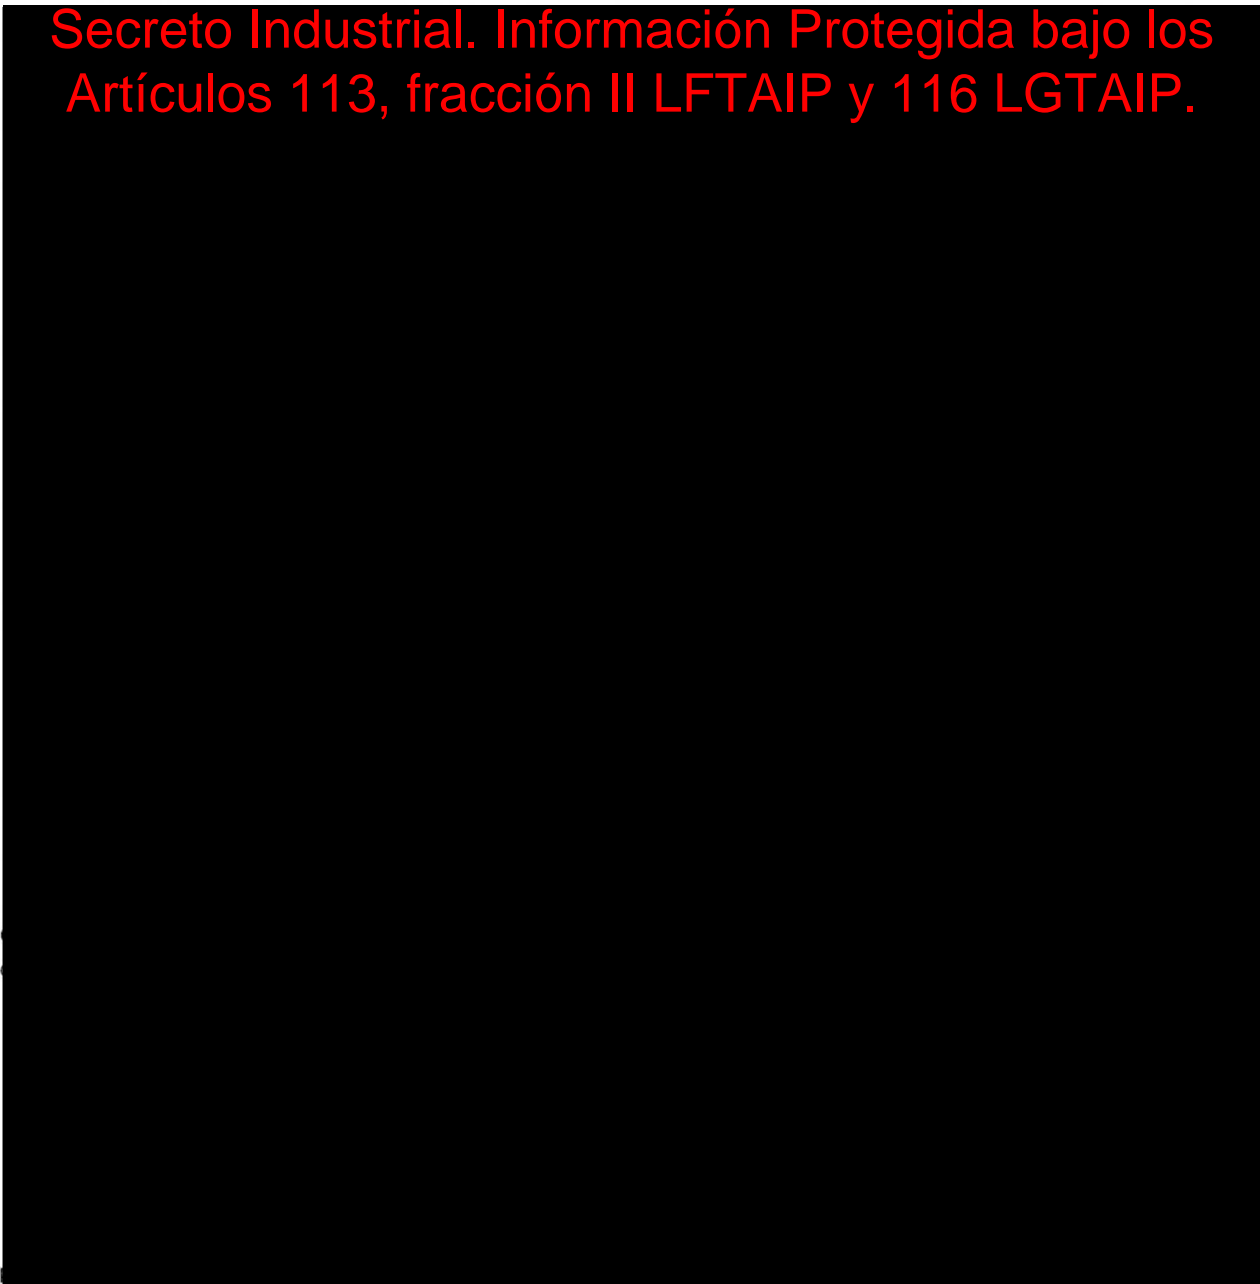 Secreto Industrial. Información Protegida bajo los
Artículos 113, fracción II LFTAIP y 116 LGTAIP.